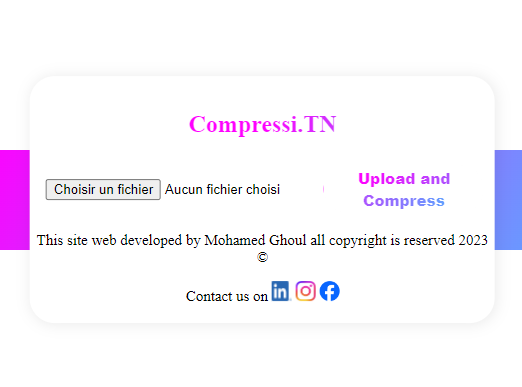 Compressi.TN
Choisir un fichier Aucun fichier choisi
Upload and
Compress
This site web developed by Mohamed Ghoul all copyright is reserved 2023
©
Contact us on in